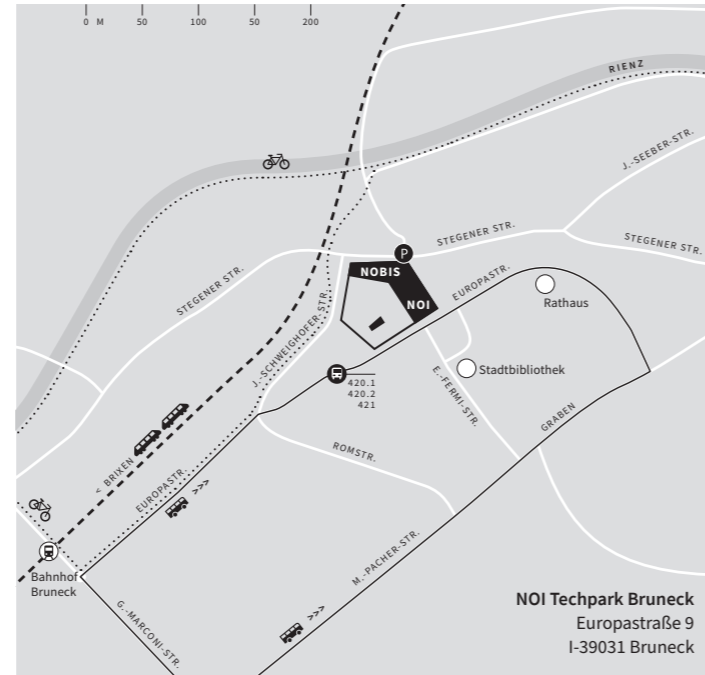 0 M 50 100 50 200
RIENZ
J.-SEEBER-STR.
STEGENER STR.
STEGENER STR.
P
NOBIS
NOI
EUROPASTR.
Rathaus
STEGENER STR.
J.-SCHWEIGHOFER-STR.
420.1
420.2
421
Stadtbibliothek
E.-FERMI-STR.
GRABEN
ROMSTR.
< BRIXEN
EUROPASTR.
>>>
M.-PACHER-STR.
Bahnhof
Bruneck
G.-MARCONI-STR.
>>>
NOI Techpark Bruneck
Europastraße 9
I-39031 Bruneck